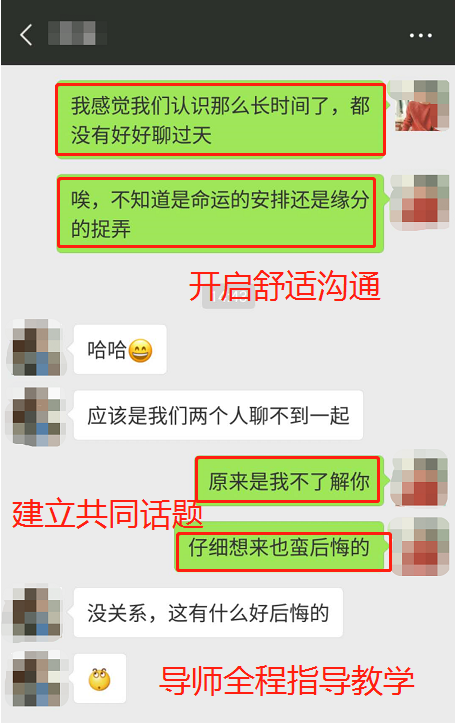 我感觉我们认识那么长时间了，都
没有好好聊过天
唉，不知道是命运的安排还是缘分
的捉弄
开启舒适沟通
哈哈
应该是我们两个人聊不到一起
原来是我不了解你
建立共同话题
仔细想来也蛮后悔的
没关系，这有什么好后悔的
导师全程指导教学